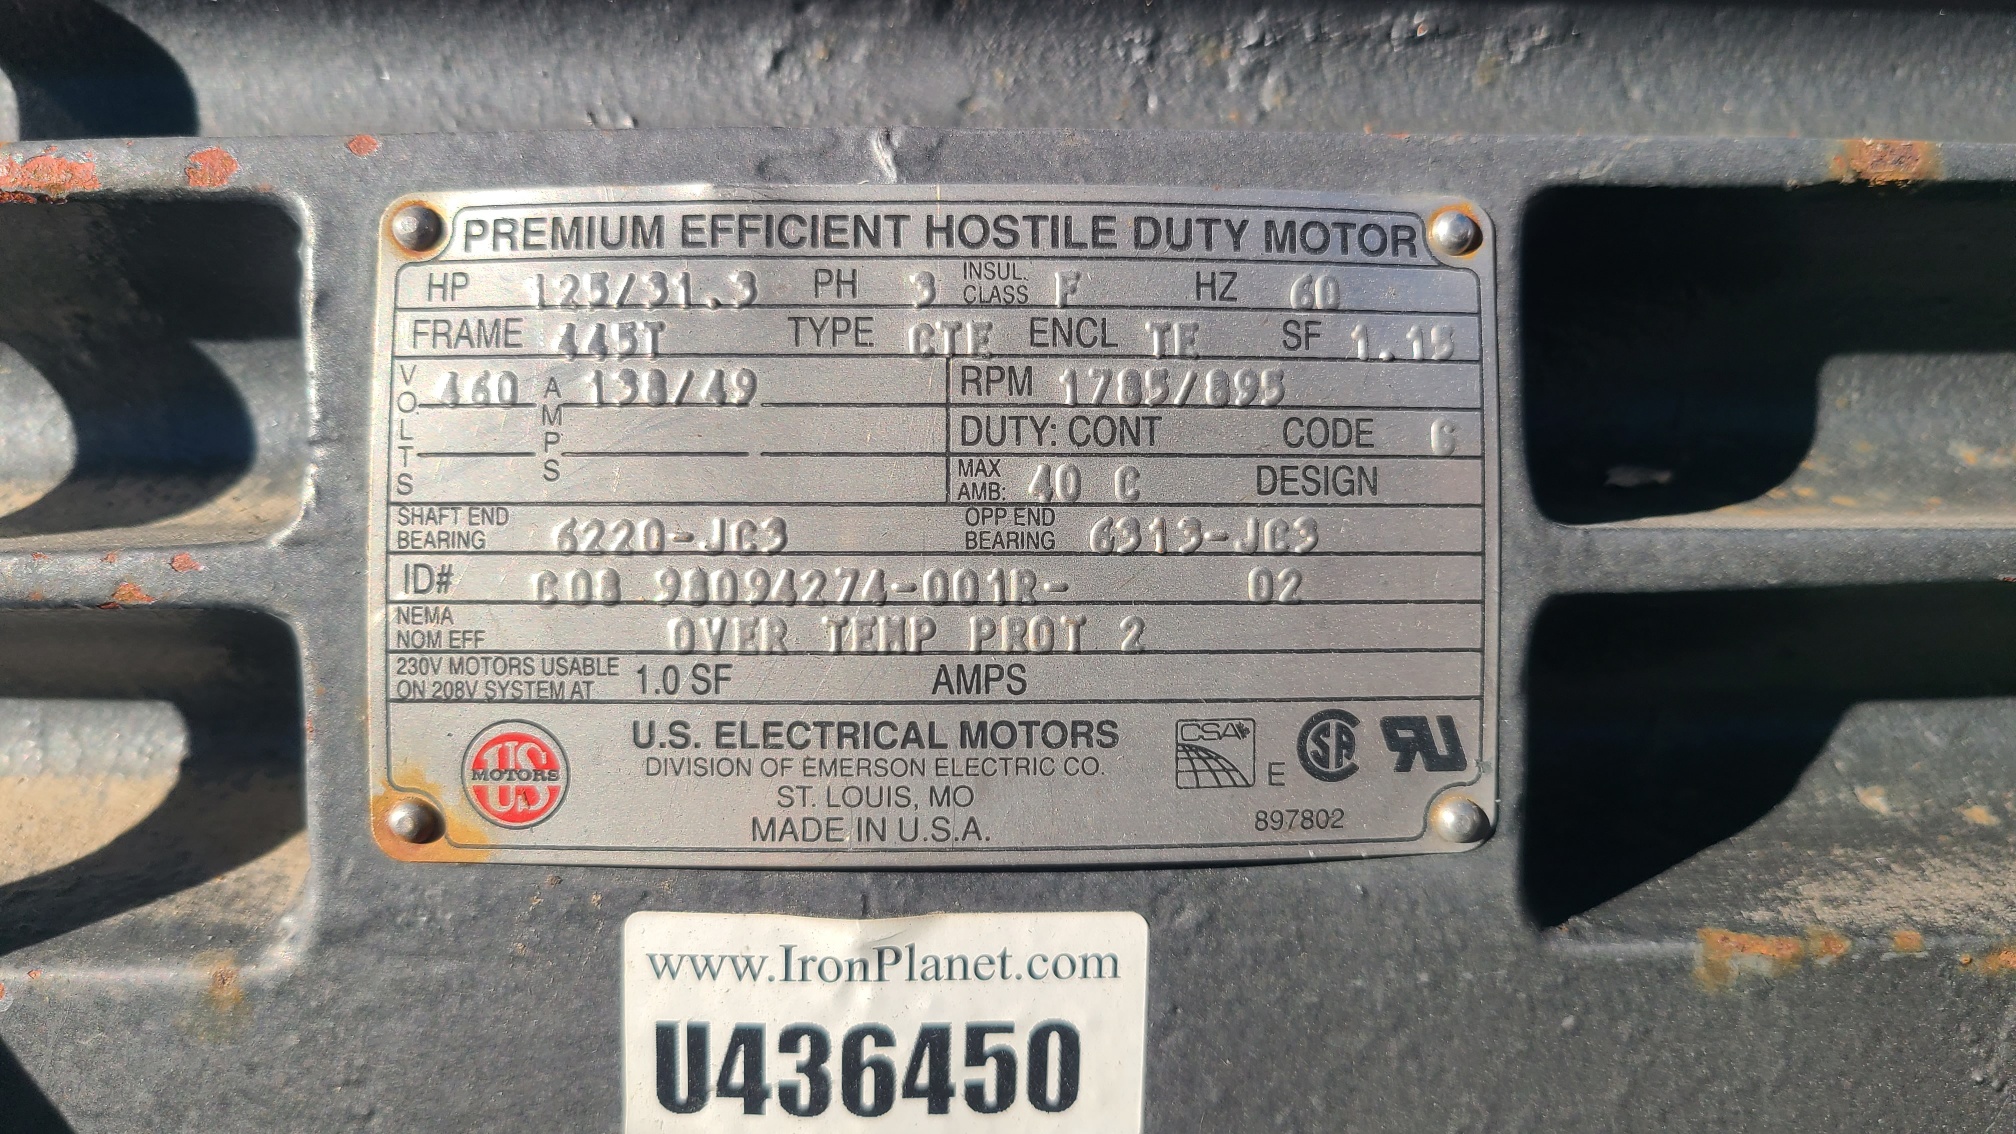 PREMIUM EFFICIENT HOSTILE DUTY MOTOR
HP 125/31.3 PH 3 INSUL. CLASS F HZ 60
FRAME 445T TYPE CTE ENCL TE SF 1.15
VOLTS 460 AMPS 138/49 RPM 1785/895
DUTY: CONT CODE G
MAX AMB: 40 C DESIGN
SHAFT END BEARING 6220-JC3 OPP END BEARING 6313-JC3
ID# C08 98094274-001R- 02
NEMA NOM EFF OVER TEMP PROT 2
230V MOTORS USABLE ON 208V SYSTEM AT 1.0 SF AMPS
US MOTORS
U.S. ELECTRICAL MOTORS
DIVISION OF EMERSON ELECTRIC CO.
ST. LOUIS, MO
MADE IN U.S.A.
CSA E SA UR
897802
www.IronPlanet.com
U436450